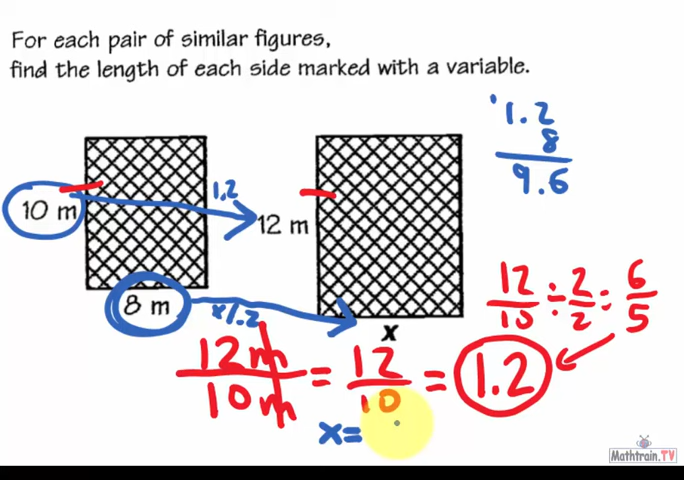 For each pair of similar figures,
find the length of each side marked with a variable.
1.2
8
9.6
10 m
1.2
12 m
8 m
x1.2
x
12/10 ÷ 2/2 = 6/5
12m/10m = 12/10 = 1.2
x=
Mathtrain.TV